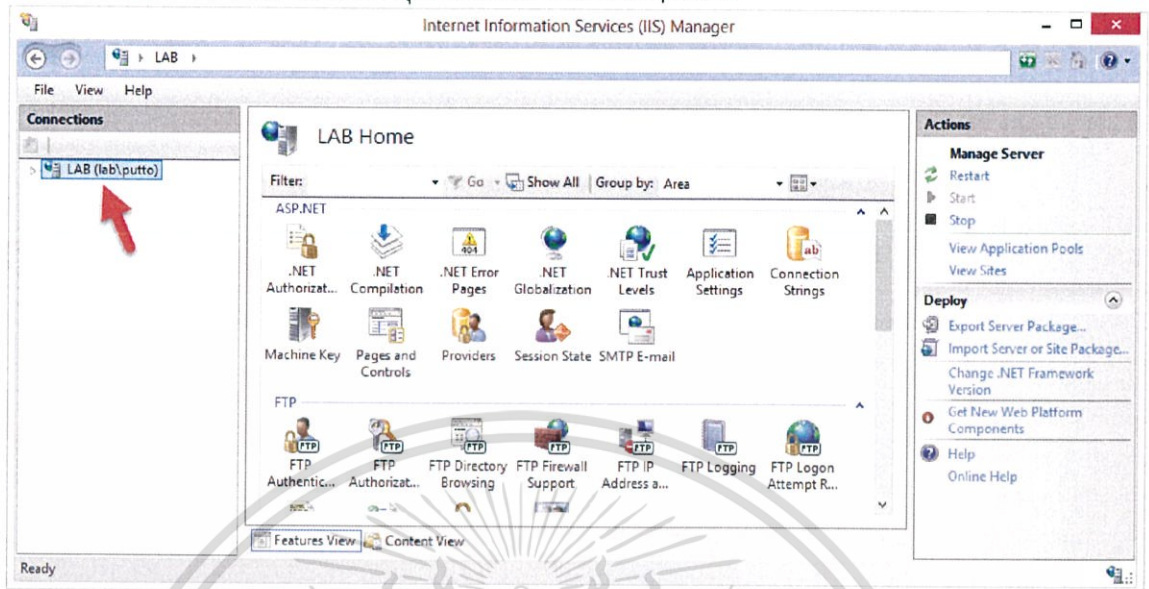 Internet Information Services (IIS) Manager
LAB
File View Help
Connections
LAB (lab\putto)
LAB Home
Filter: Go Show All Group by: Area
ASP.NET
.NET Authorizat...
.NET Compilation
.NET Error Pages
.NET Globalization
.NET Trust Levels
Application Settings
Connection Strings
Machine Key
Pages and Controls
Providers
Session State
SMTP E-mail
FTP
FTP Authentic...
FTP Authorizat...
FTP Directory Browsing
FTP Firewall Support
FTP IP Address a...
FTP Logging
FTP Logon Attempt R...
Features View Content View
Ready
Actions
Manage Server
Restart
Start
Stop
View Application Pools
View Sites
Deploy
Export Server Package...
Import Server or Site Package...
Change .NET Framework
Version
Get New Web Platform
Components
Help
Online Help